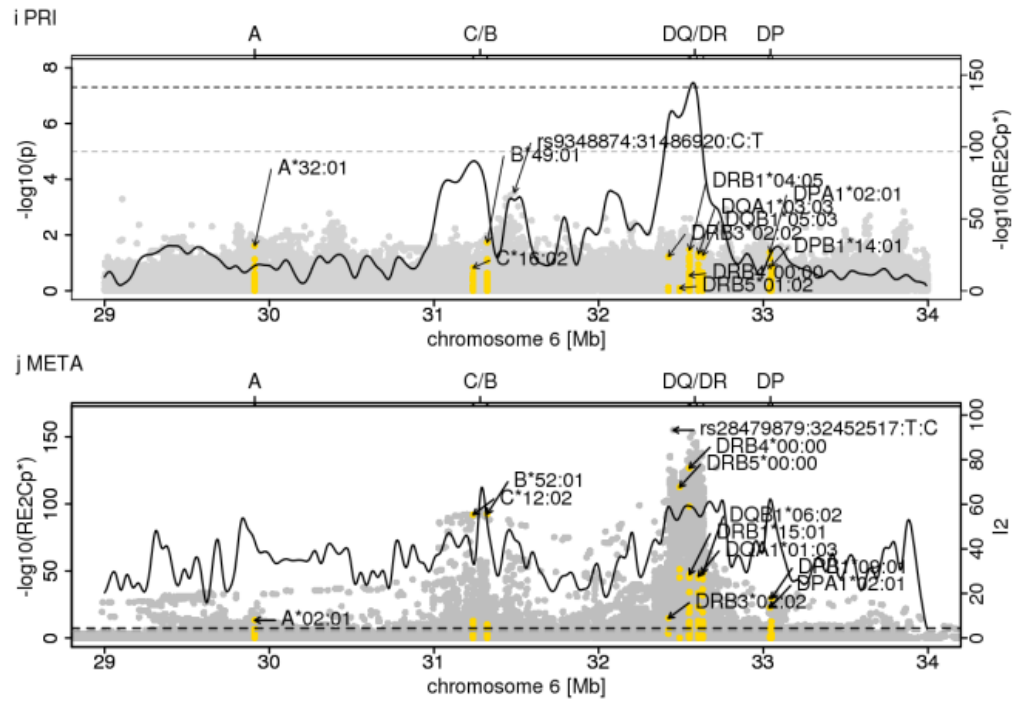 i PRI
A C/B DQ/DR DP
8
6
4
2
0
150
100
50
0
-log10(p)
-log10(RE2Cp*)
rs9348874:31486920:C:T
B*49:01
A*32:01
DRB1*04:05
DPA1*02:01
DQA1*03:03
DQB1*05:03
DRB3*02:02
DPB1*14:01
C*16:02
DRB4*00:00
DRB5*01:02
29 30 31 32 33 34
chromosome 6 [Mb]
j META
A C/B DQ/DR DP
150
100
50
0
100
80
60
40
20
0
-log10(RE2Cp*)
I2
rs28479879:32452517:T:C
DRB4*00:00
DRB5*00:00
B*52:01
C*12:02
DQB1*06:02
DRB1*15:01
DQA1*01:03
DPA1*02:01
DRB3*02:02
A*02:01
29 30 31 32 33 34
chromosome 6 [Mb]